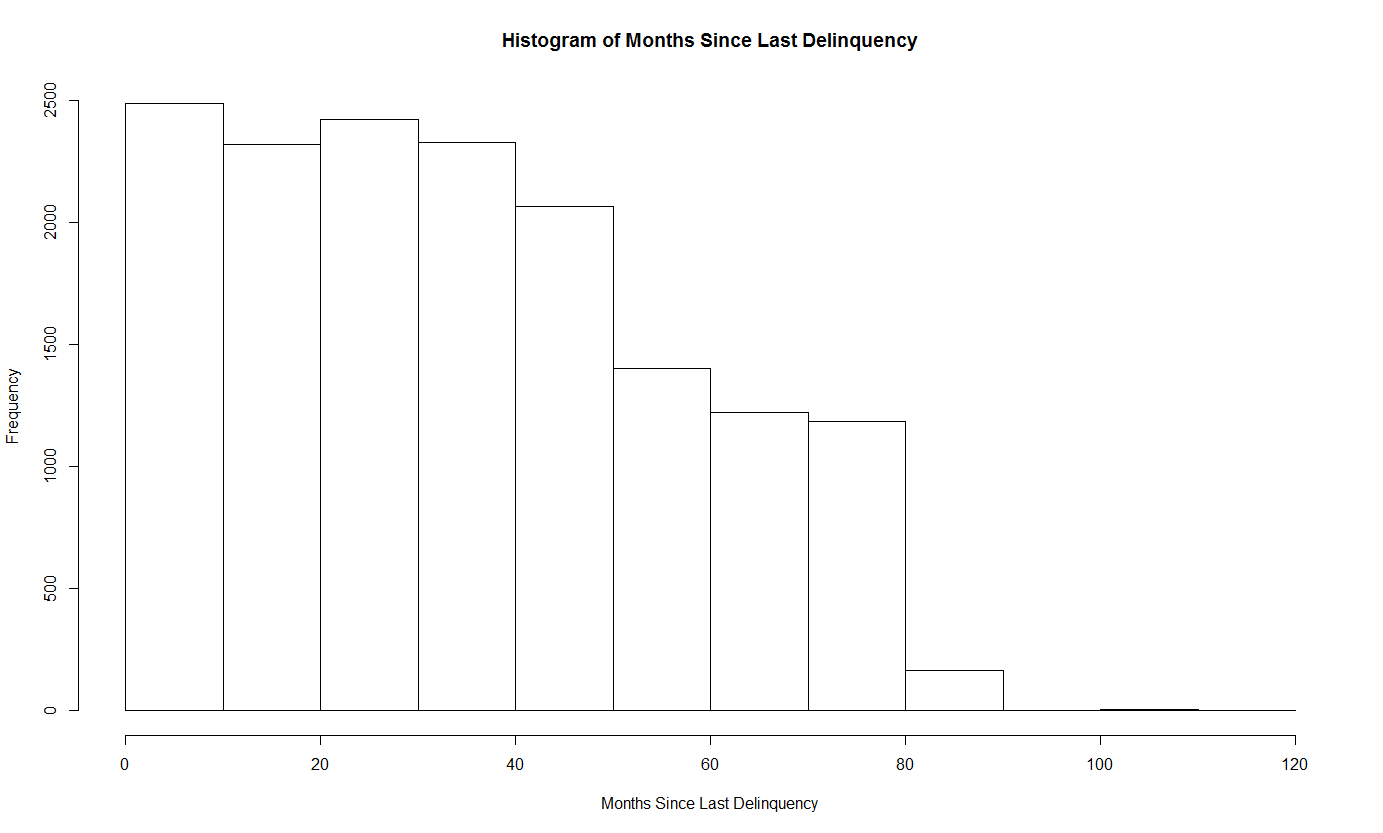 Histogram of Months Since Last Delinquency
2500
2000
1500
1000
500
0
Frequency
0 20 40 60 80 100 120
Months Since Last Delinquency